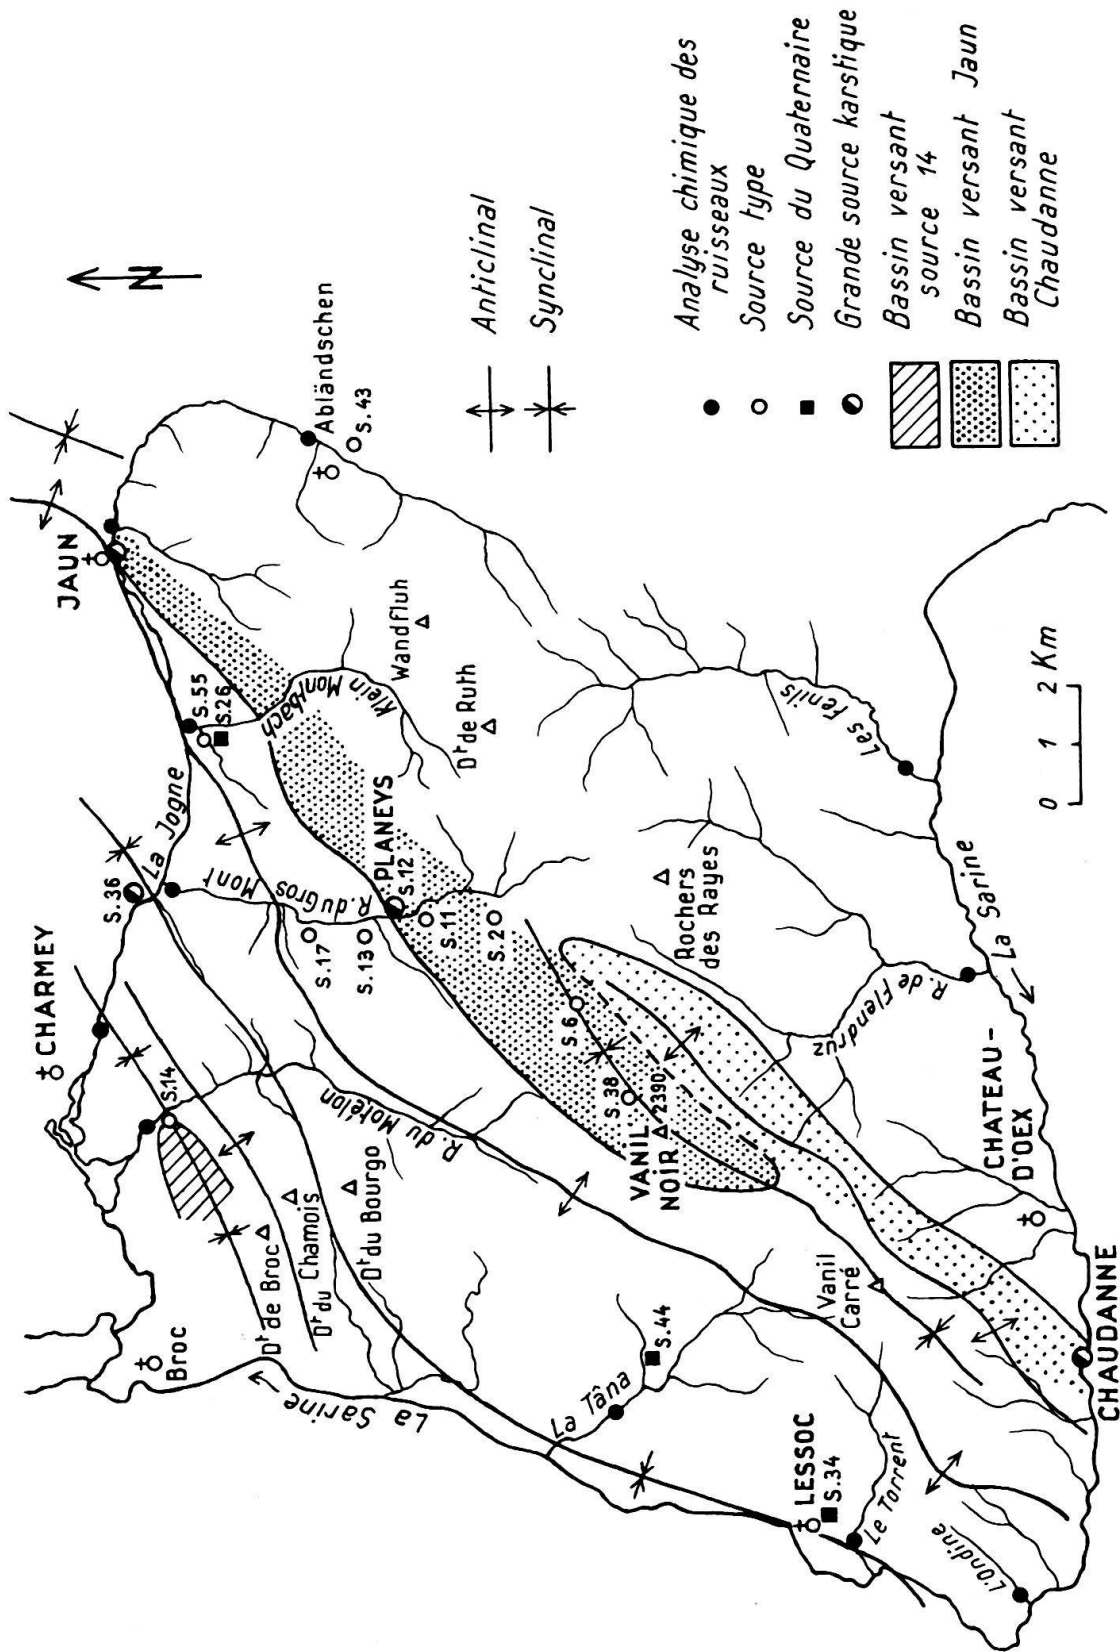 N
JAUN
Abländschen
S.43
S.55
S.26
Klein Montbach
Wandfluh
Dt de Ruth
La Jogne
S.36
CHARMEY
R. du Gros
Mont
PLANEYS
S.12
S.17
S.13
S.11
S.2
S.14
R. du Motélon
S.6
S.38
VANIL
NOIR
2390
Rochers
des Rayes
Les Fenils
R. de Flendruz
La Sarine
Broc
Dt de Broc
Dt du Chamois
Dt du Bourgo
La Sarine
S.44
La Tâna
Vanil
Carré
CHATEAU-
D'OEX
LESSOC
S.34
Le Torrent
L'ondine
CHAUDANNE
0 1 2 Km
Anticlinal
Synclinal
Analyse chimique des
ruisseaux
Source type
Source du Quaternaire
Grande source karstique
Bassin versant
source 14
Bassin versant Jaun
Bassin versant
Chaudanne